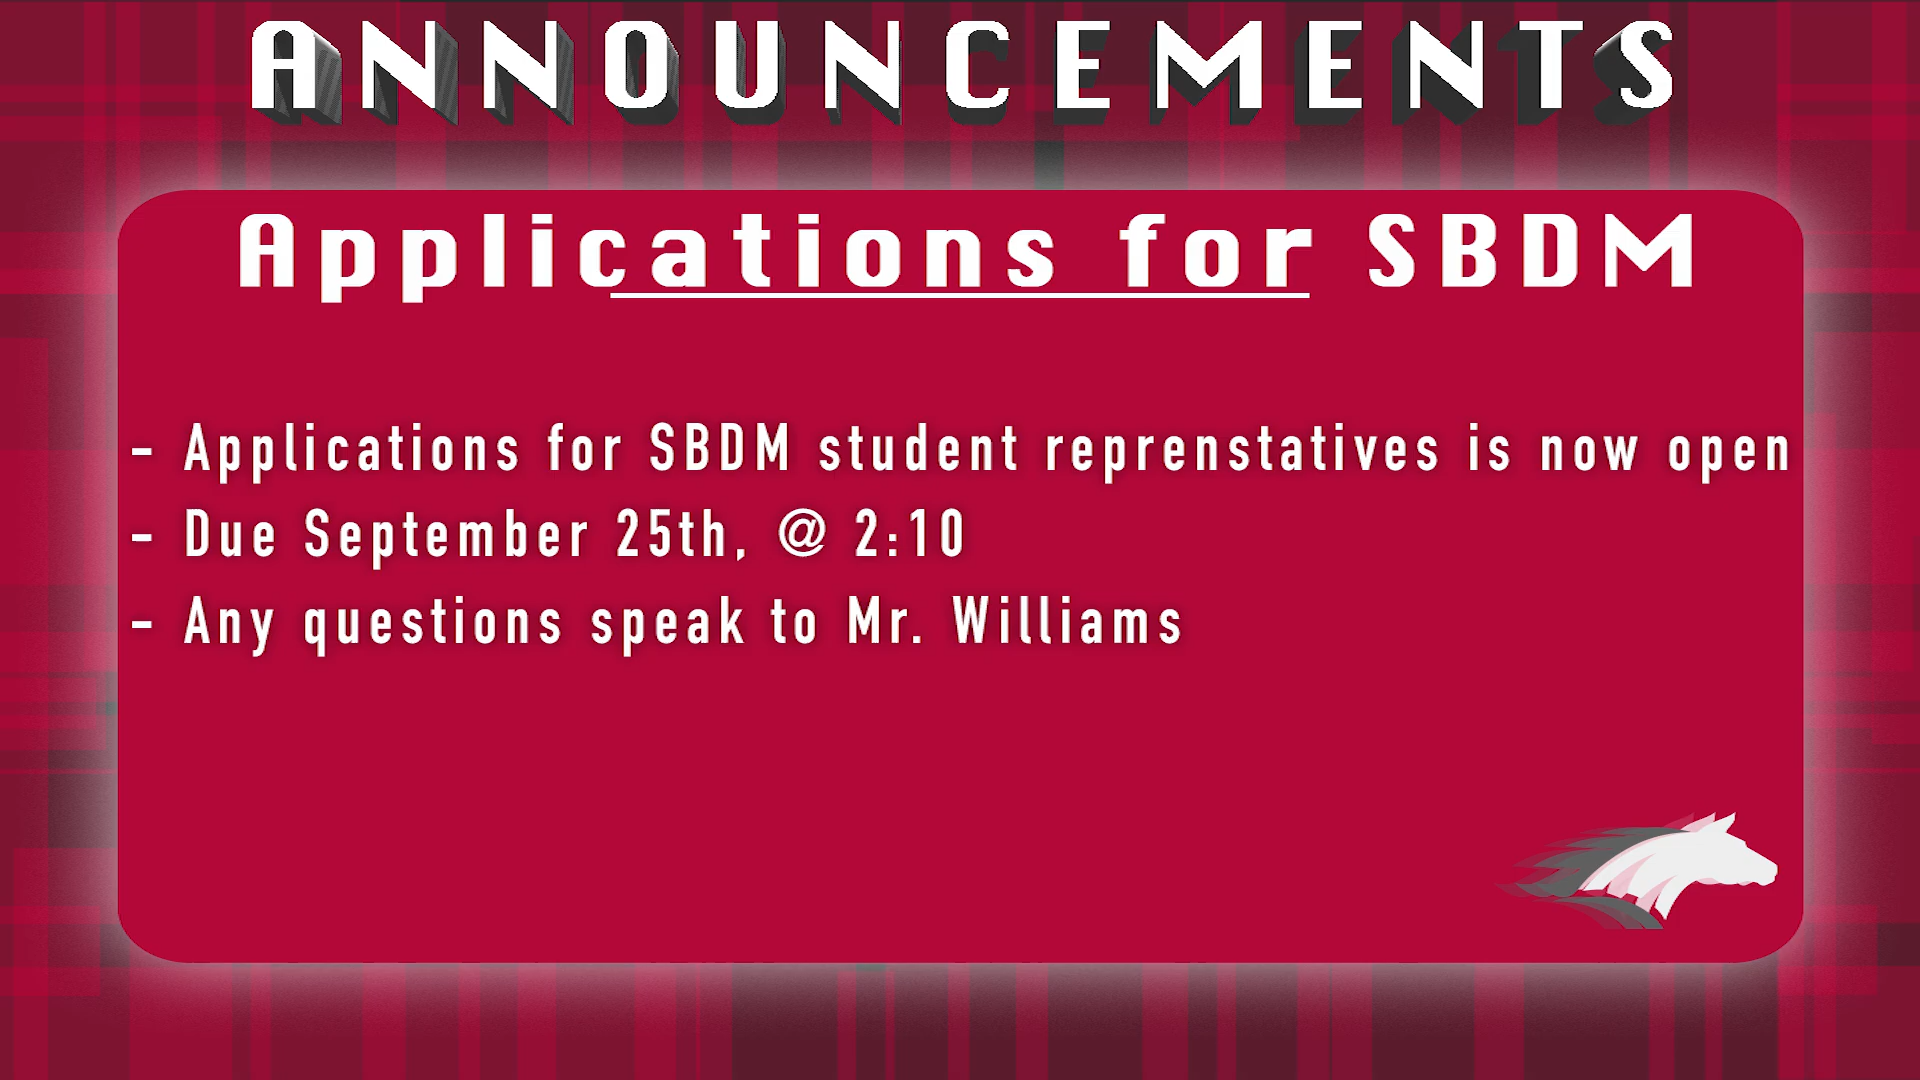 ANNOUNCEMENTS
Applications for SBDM
- Applications for SBDM student reprenstatives is now open
- Due September 25th, @ 2:10
- Any questions speak to Mr. Williams